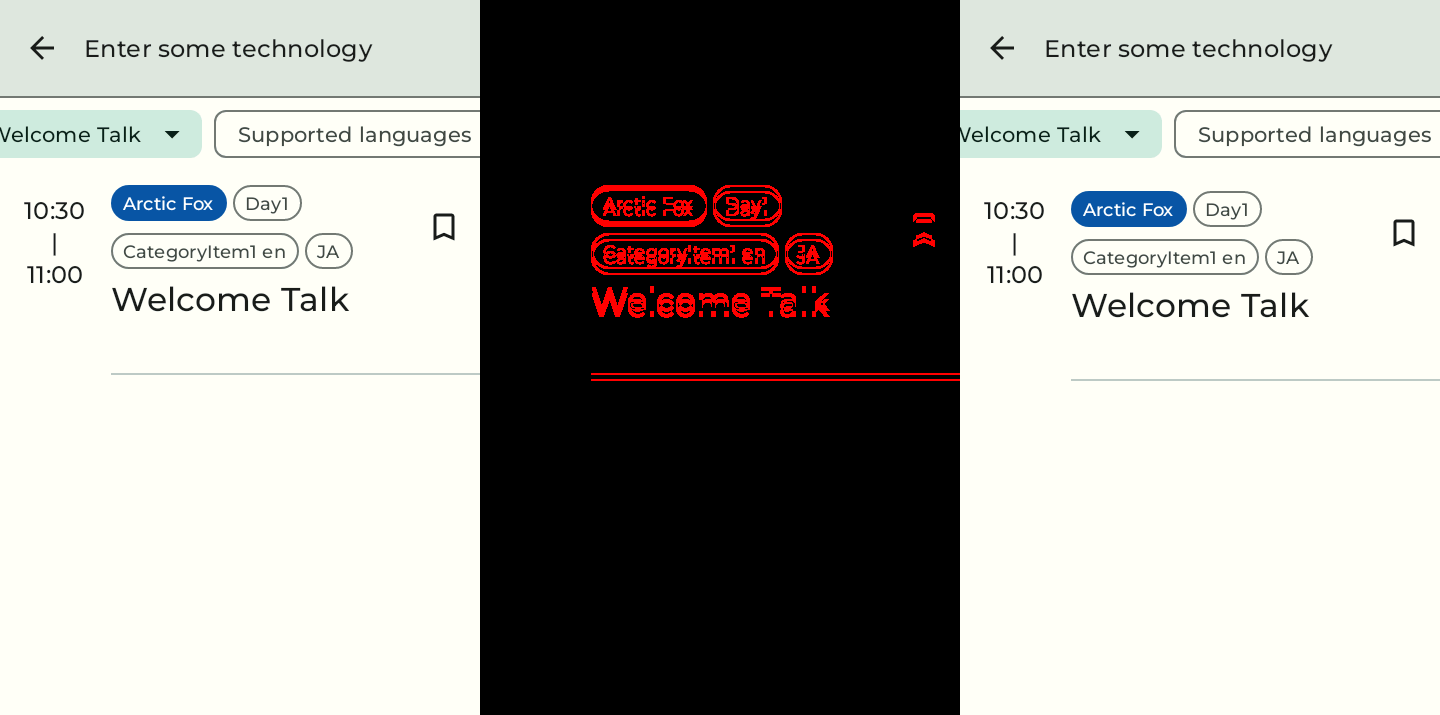 Enter some technology
Welcome Talk
Supported languages
10:30
|
11:00
Arctic Fox
Day1
CategoryItem1 en
JA
Welcome Talk
Arctic Fox
Day1
CategoryItem1 en
JA
Welcome Talk
Enter some technology
Welcome Talk
Supported languages
10:30
|
11:00
Arctic Fox
Day1
CategoryItem1 en
JA
Welcome Talk